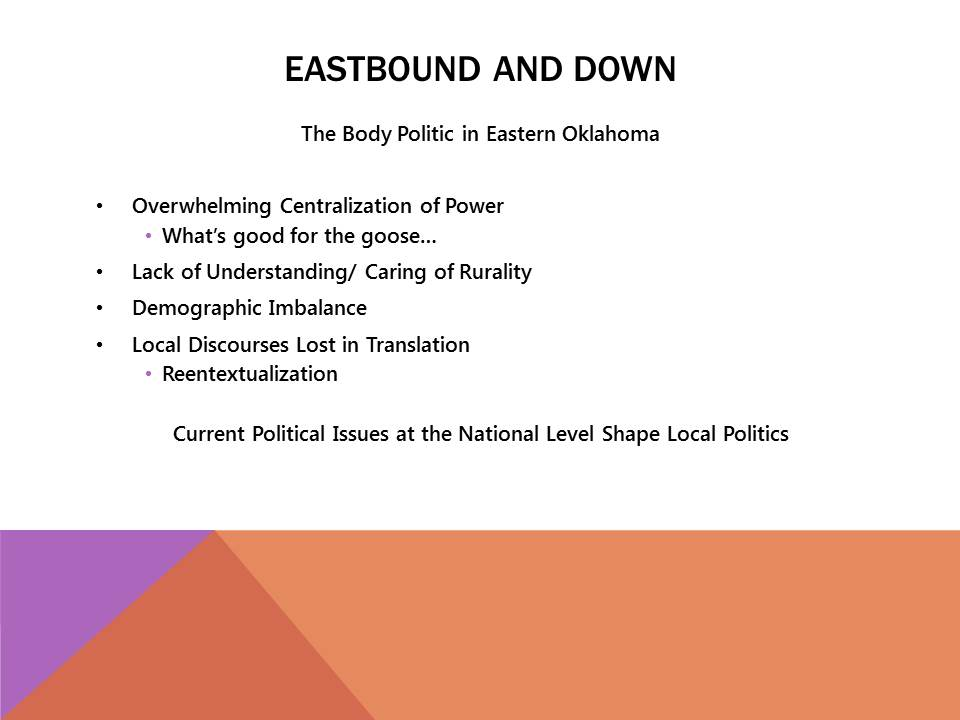 EASTBOUND AND DOWN
The Body Politic in Eastern Oklahoma
• Overwhelming Centralization of Power
• What's good for the goose…
• Lack of Understanding/ Caring of Rurality
• Demographic Imbalance
• Local Discourses Lost in Translation
• Reentextualization
Current Political Issues at the National Level Shape Local Politics